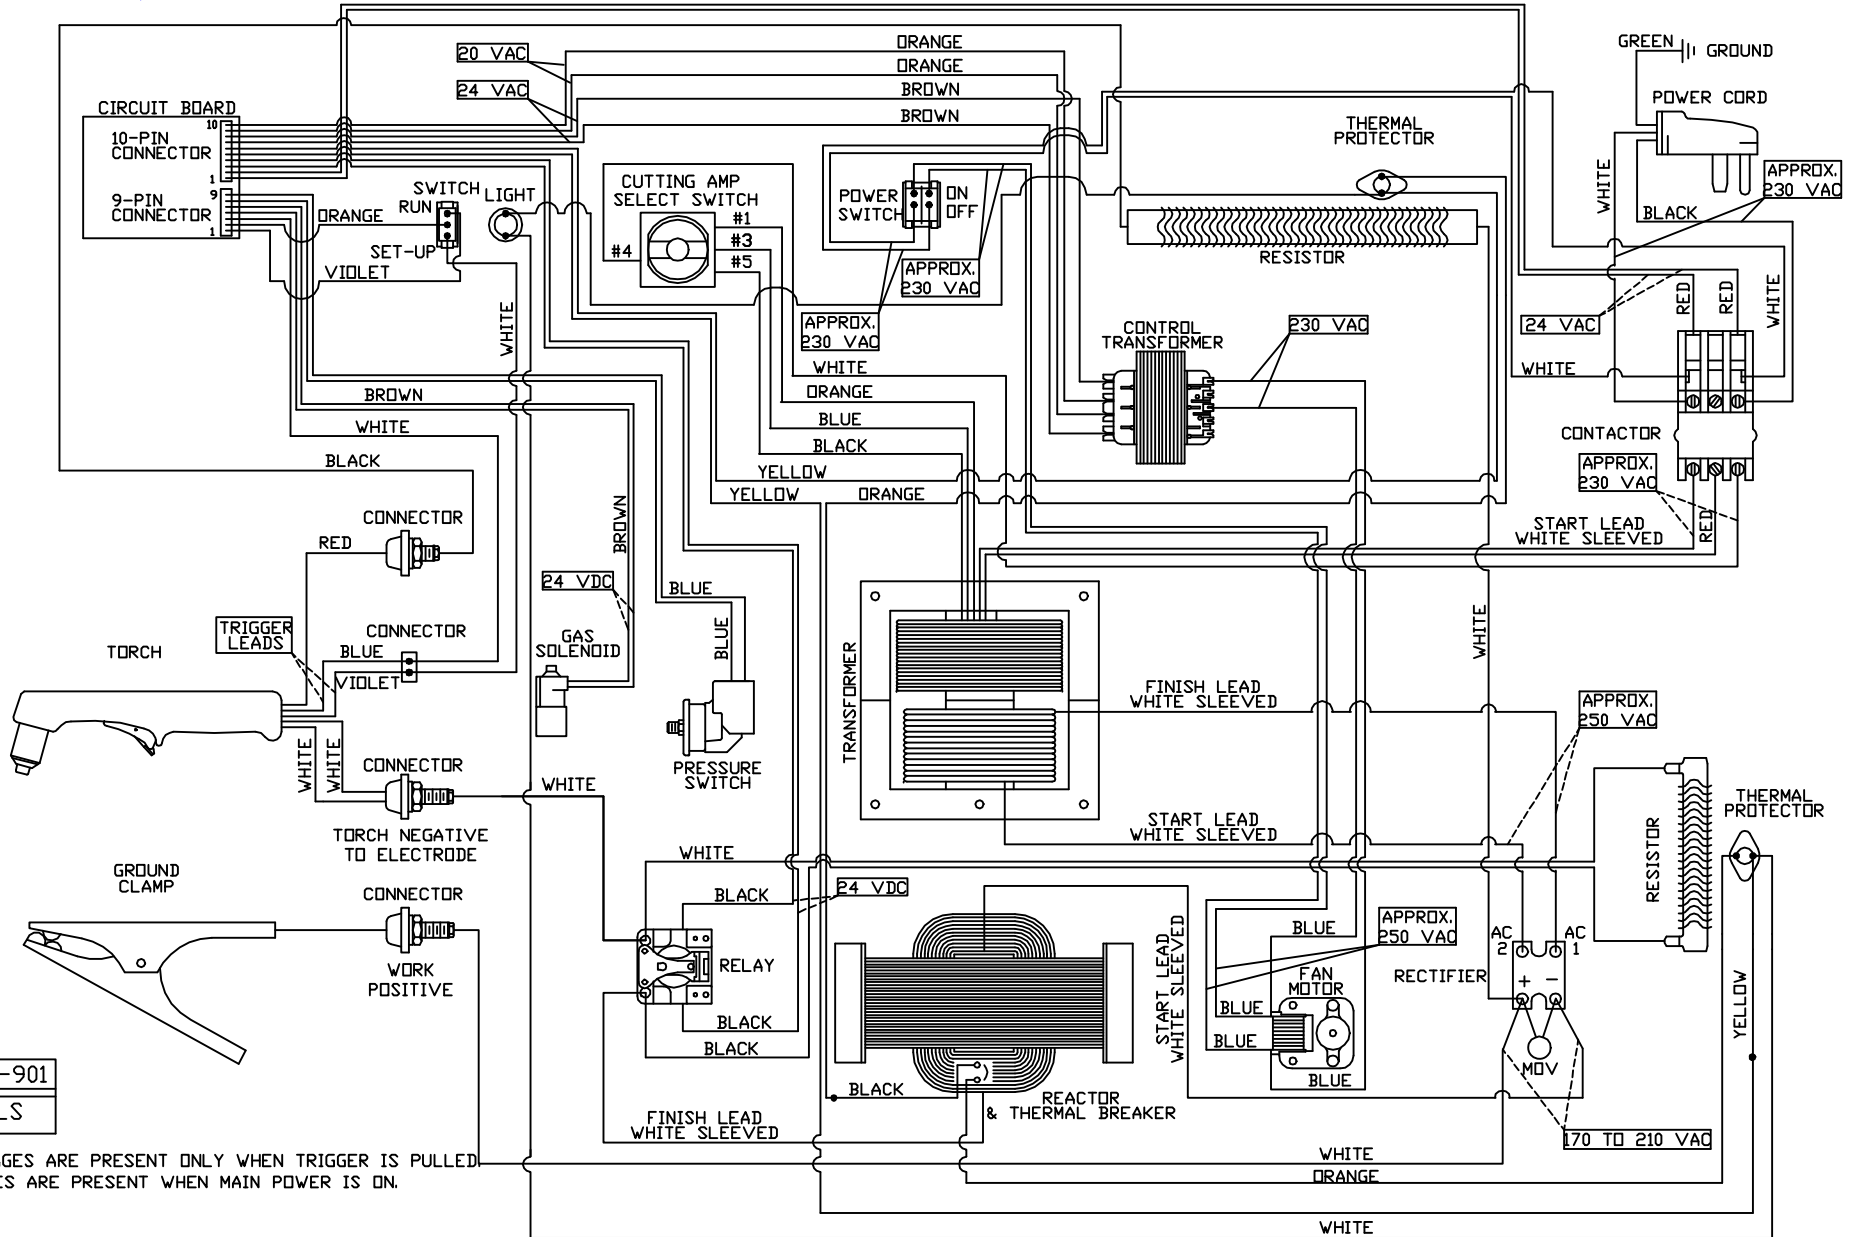 GREEN
GROUND
POWER CORD
ORANGE
ORANGE
BROWN
BROWN
20 VAC
24 VAC
CIRCUIT BOARD
10
10-PIN
CONNECTOR
1
9
9-PIN
CONNECTOR
1
ORANGE
SWITCH
RUN
SET-UP
VIOLET
LIGHT
CUTTING AMP
SELECT SWITCH
#1
#3
#5
#4
POWER
SWITCH
ON
OFF
APPROX.
230 VAC
APPROX.
230 VAC
THERMAL
PROTECTOR
RESISTOR
WHITE
APPROX.
230 VAC
BLACK
RED
RED
WHITE
24 VAC
WHITE
CONTROL
TRANSFORMER
230 VAC
WHITE
WHITE
ORANGE
BLUE
BLACK
YELLOW
YELLOW
ORANGE
BROWN
WHITE
BLACK
CONTACTOR
APPROX.
230 VAC
START LEAD
WHITE SLEEVED
RED
CONNECTOR
RED
BROWN
24 VDC
BLUE
BLUE
TRIGGER
LEADS
CONNECTOR
BLUE
VIOLET
TORCH
GAS
SOLENOID
PRESSURE
SWITCH
TRANSFORMER
WHITE
FINISH LEAD
WHITE SLEEVED
APPROX.
250 VAC
WHITE
WHITE
CONNECTOR
WHITE
TORCH NEGATIVE
TO ELECTRODE
START LEAD
WHITE SLEEVED
RESISTOR
THERMAL
PROTECTOR
GROUND
CLAMP
CONNECTOR
WORK
POSITIVE
WHITE
24 VDC
BLACK
RELAY
BLACK
BLACK
START LEAD
WHITE SLEEVED
BLUE
APPROX.
250 VAC
FAN
MOTOR
BLUE
BLUE
BLUE
AC
2
AC
1
RECTIFIER
+
-
MOV
YELLOW
BLACK
REACTOR
& THERMAL BREAKER
FINISH LEAD
WHITE SLEEVED
170 TO 210 VAC
-901
LS
GES ARE PRESENT ONLY WHEN TRIGGER IS PULLED
ES ARE PRESENT WHEN MAIN POWER IS ON.
WHITE
ORANGE
WHITE